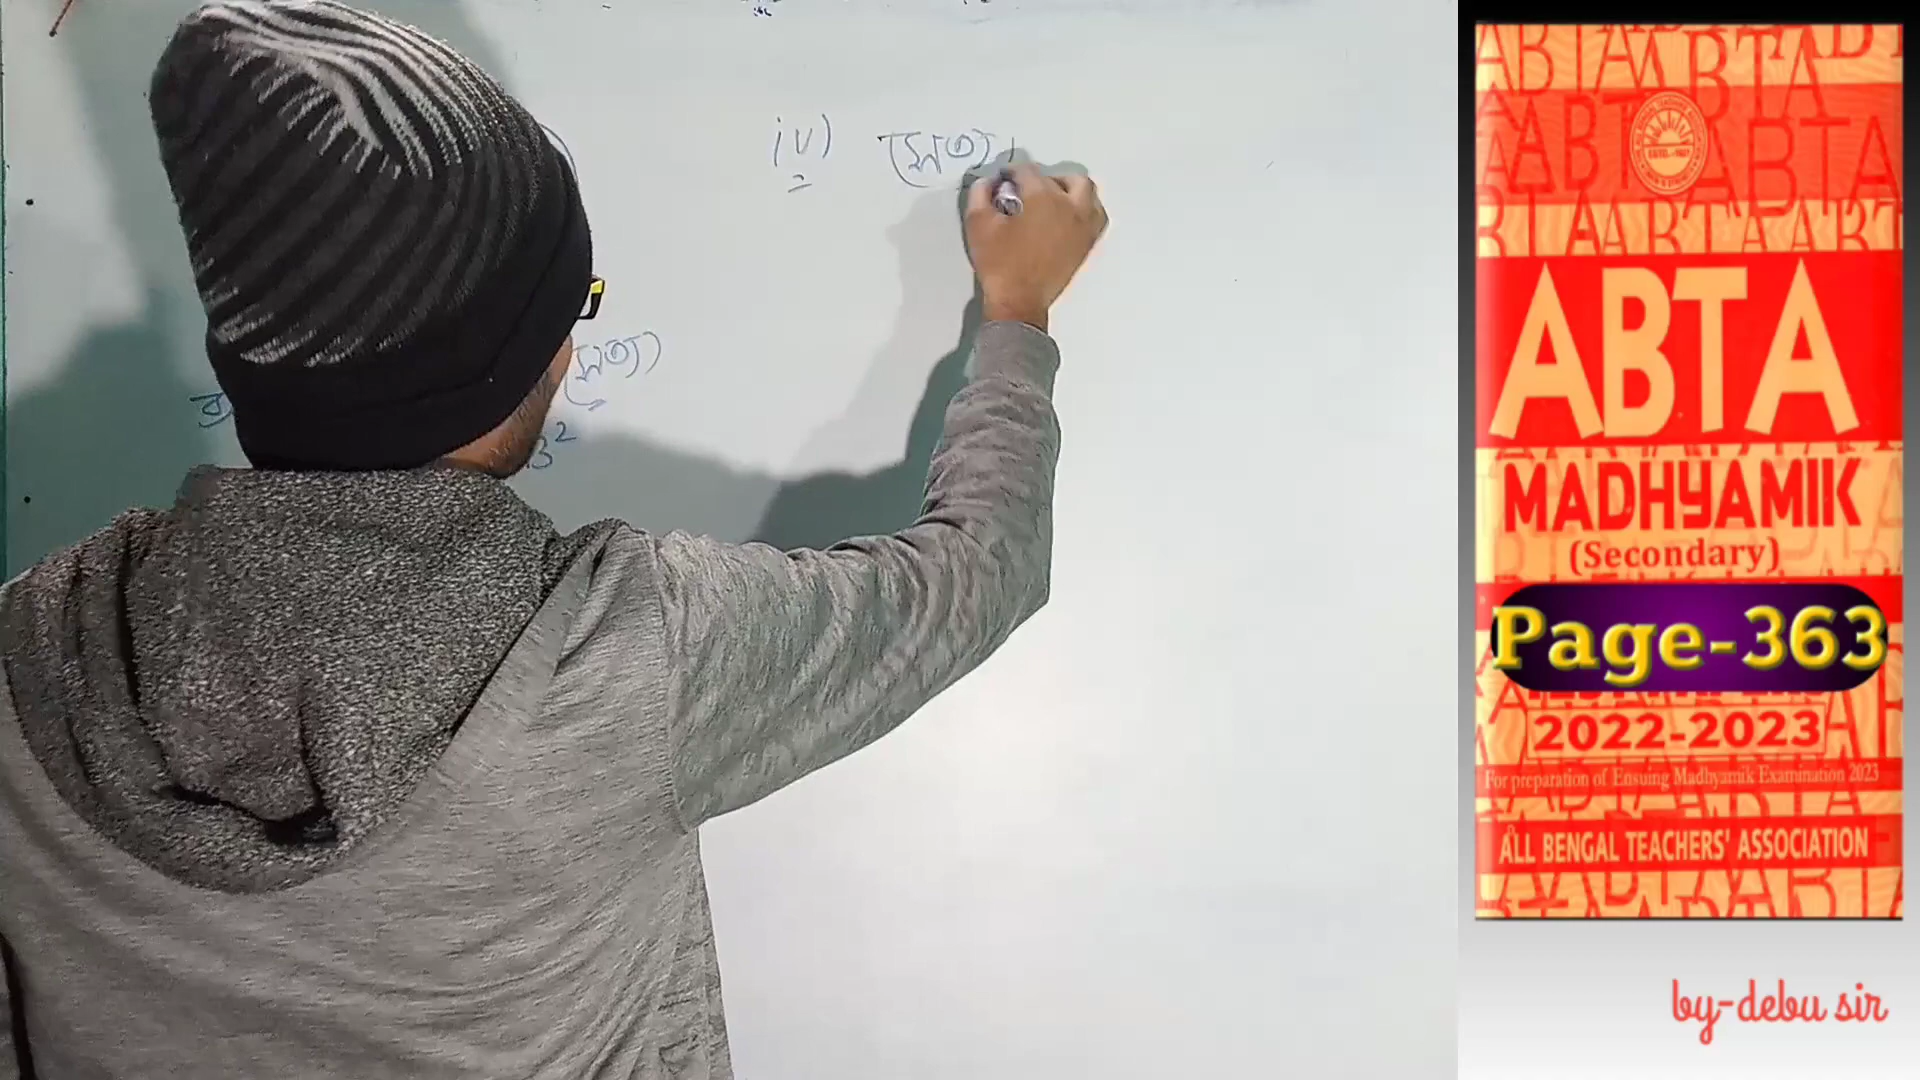 iv) (সত্য)
(সত্য)
3²
ABTA
MADHYAMIK
(Secondary)
Page-363
2022-2023
For preparation of Ensuing Madhyamik Examination 2023
ALL BENGAL TEACHERS' ASSOCIATION
by-debu sir